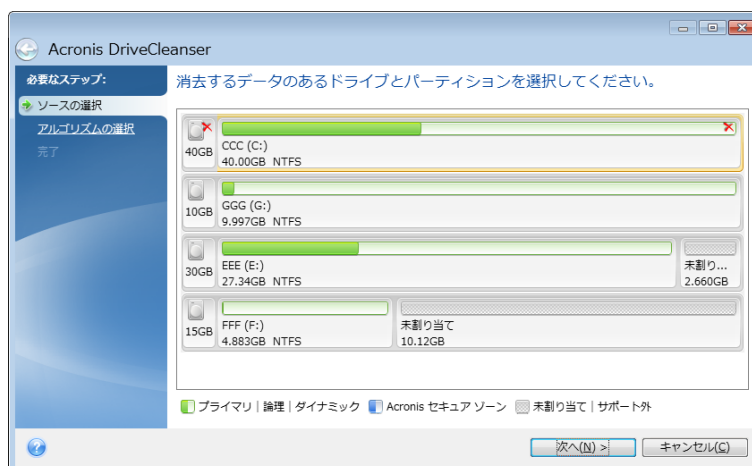 Acronis DriveCleanser
必要なステップ:
ソースの選択
アルゴリズムの選択
完了
消去するデータのあるドライブとパーティションを選択してください。
40GB
CCC (C:)
40.00GB NTFS
10GB
GGG (G:)
9.997GB NTFS
30GB
EEE (E:)
27.34GB NTFS
未割り...
2.660GB
15GB
FFF (F:)
4.883GB NTFS
未割り当て
10.12GB
プライマリ | 論理 | ダイナミック Acronis セキュア ゾーン 未割り当て | サポート外
次へ(N) >
キャンセル(C)